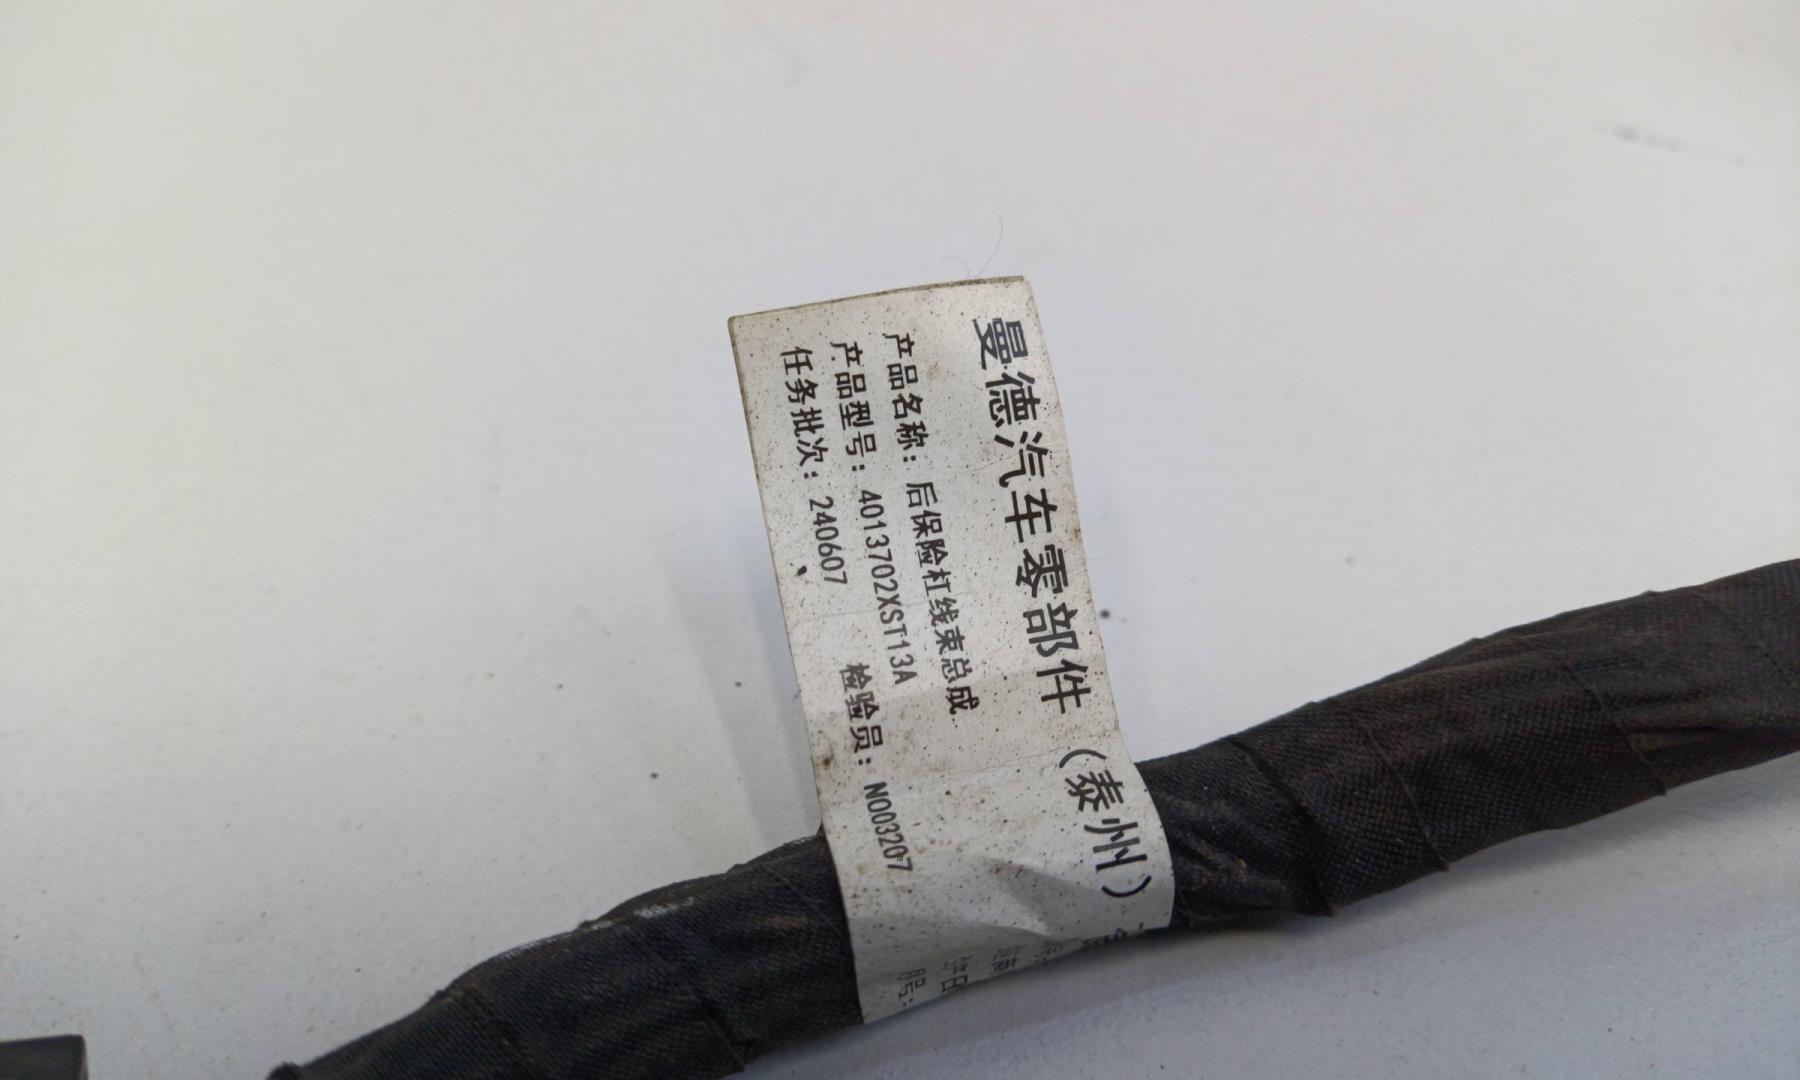 曼德汽车零部件（泰州）
产品名称：后保险杠线束总成
产品型号：4013702XST13A
任务批次：240607 检验员：N003207